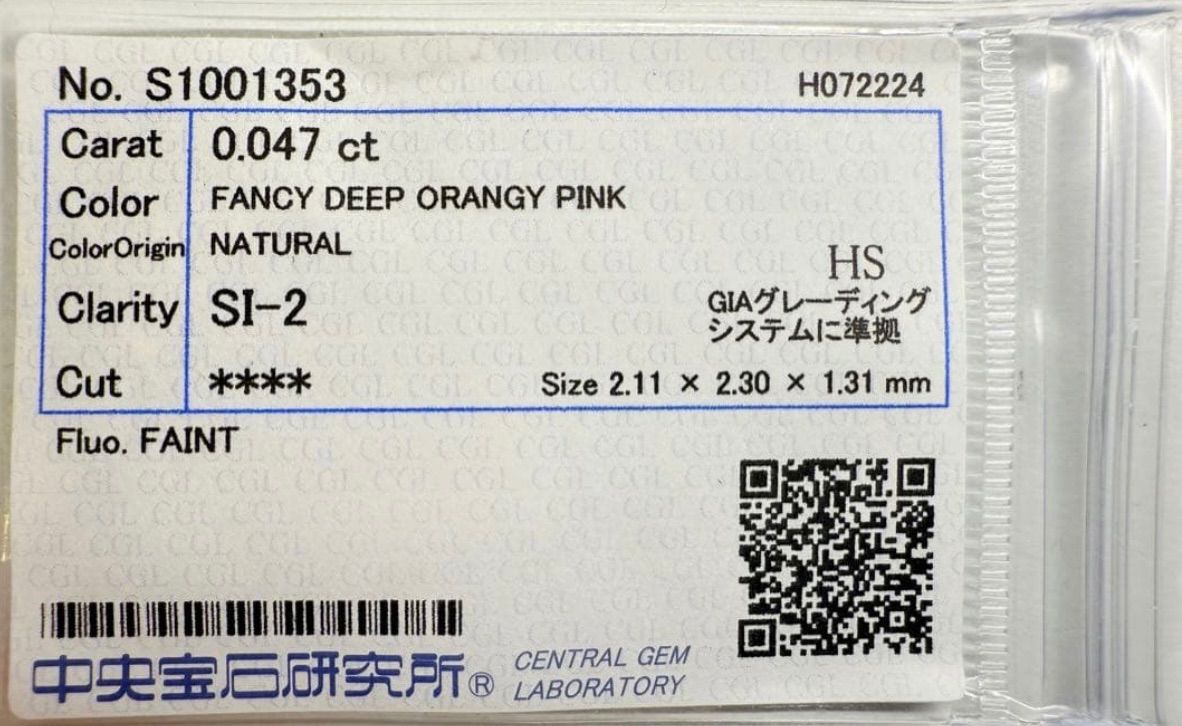 No. S1001353 H072224
Carat 0.047 ct
Color FANCY DEEP ORANGY PINK
ColorOrigin NATURAL
HS
Clarity SI-2 GIAグレーディング
システムに準拠
Cut **** Size 2.11 × 2.30 × 1.31 mm
Fluo. FAINT
中央宝石研究所® CENTRAL GEM
LABORATORY